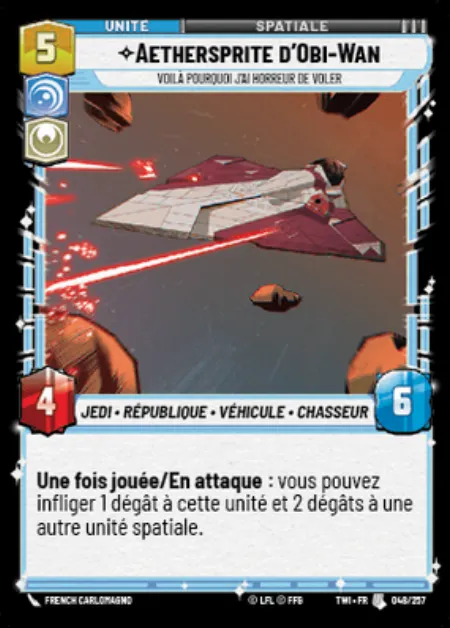 UNITÉ
SPATIALE
5
AETHERSPRITE D'OBI-WAN
VOILÀ POURQUOI J'AI HORREUR DE VOLER
4
JEDI • RÉPUBLIQUE • VÉHICULE • CHASSEUR
6
Une fois jouée/En attaque : vous pouvez
infliger 1 dégât à cette unité et 2 dégâts à une
autre unité spatiale.
FRENCH CARLOMAGNO
© LFL © FFG
TWI • FR
048/257